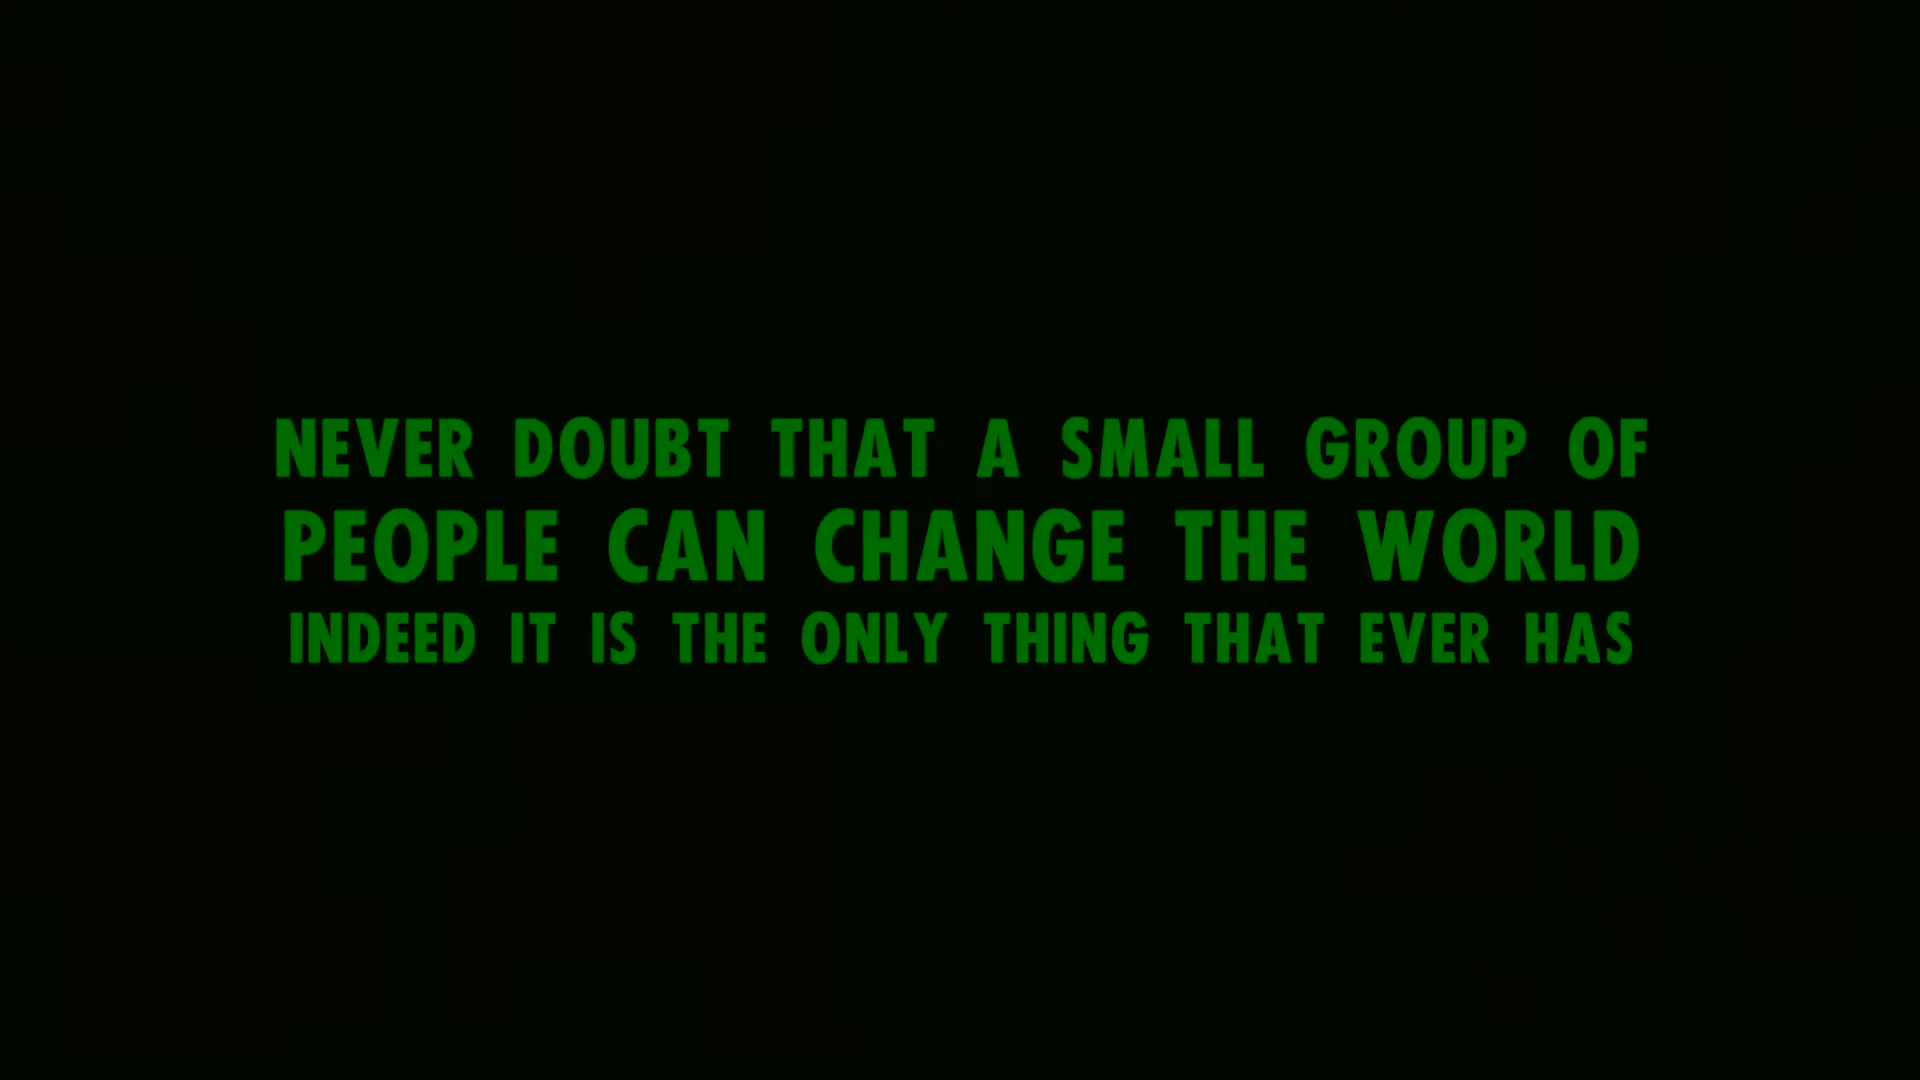 NEVER DOUBT THAT A SMALL GROUP OF
PEOPLE CAN CHANGE THE WORLD
INDEED IT IS THE ONLY THING THAT EVER HAS